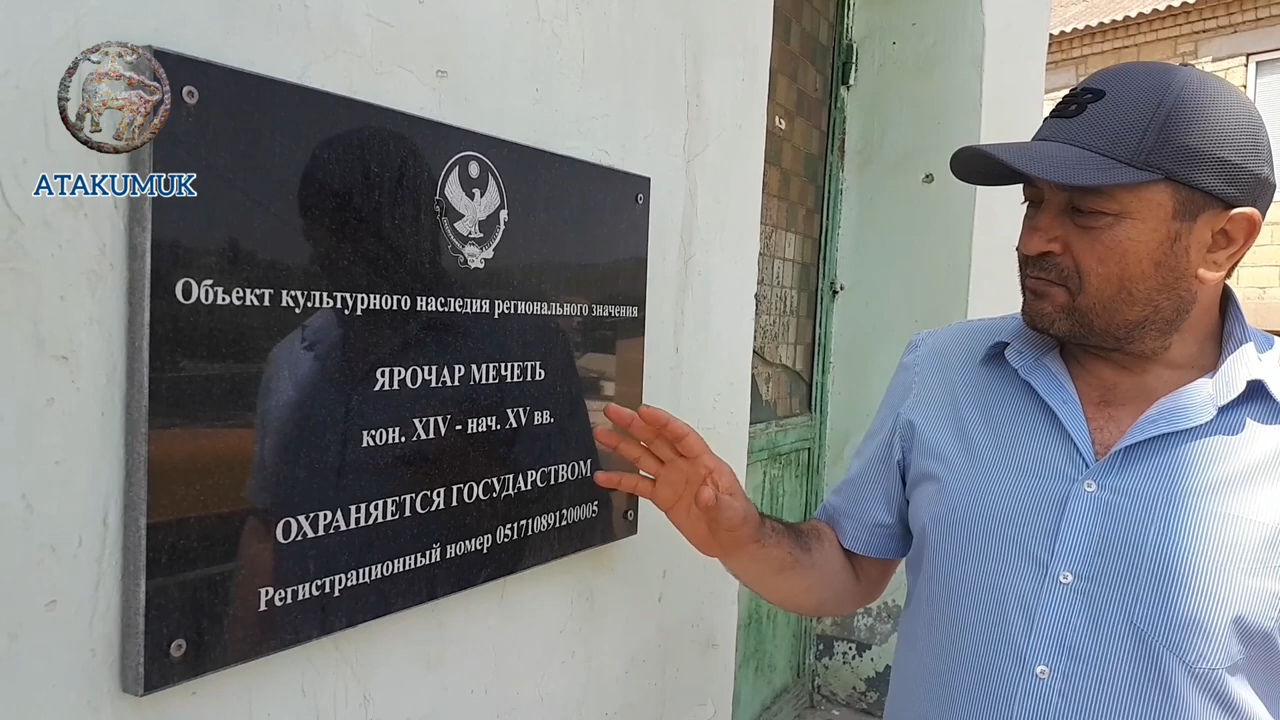 ATAKUMUK
Объект культурного наследия регионального значения
ЯРОЧАР МЕЧЕТЬ
кон. XIV - нач. XV вв.
ОХРАНЯЕТСЯ ГОСУДАРСТВОМ
Регистрационный номер 051710891200005